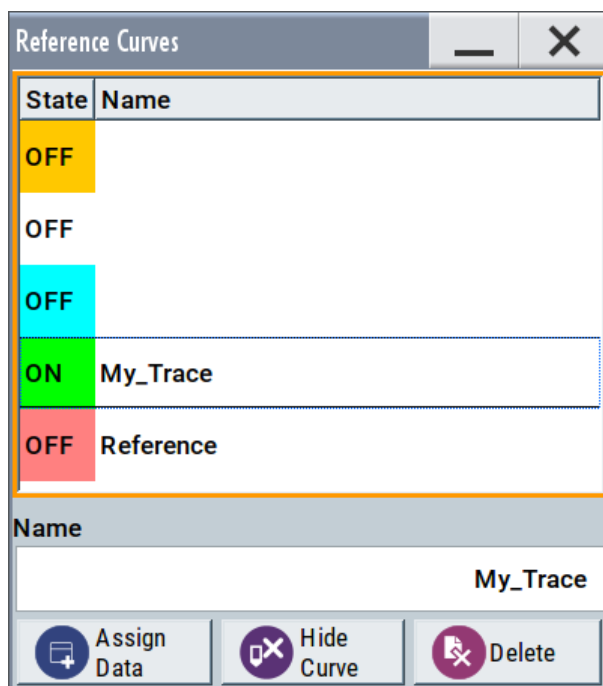 Reference Curves
State Name
OFF
OFF
OFF
ON My_Trace
OFF Reference
Name
My_Trace
Assign Data
Hide Curve
Delete